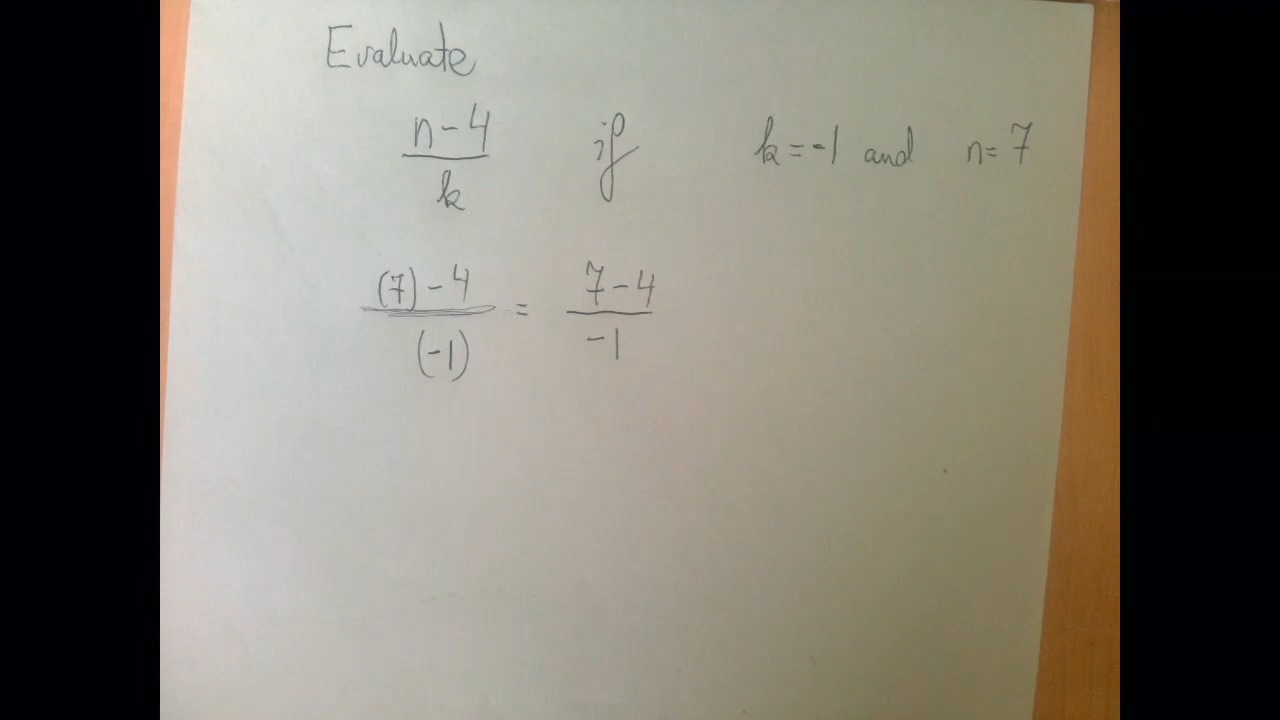 Evaluate
n-4 if k=-1 and n=7
k
(7)-4 = 7-4
(-1) -1